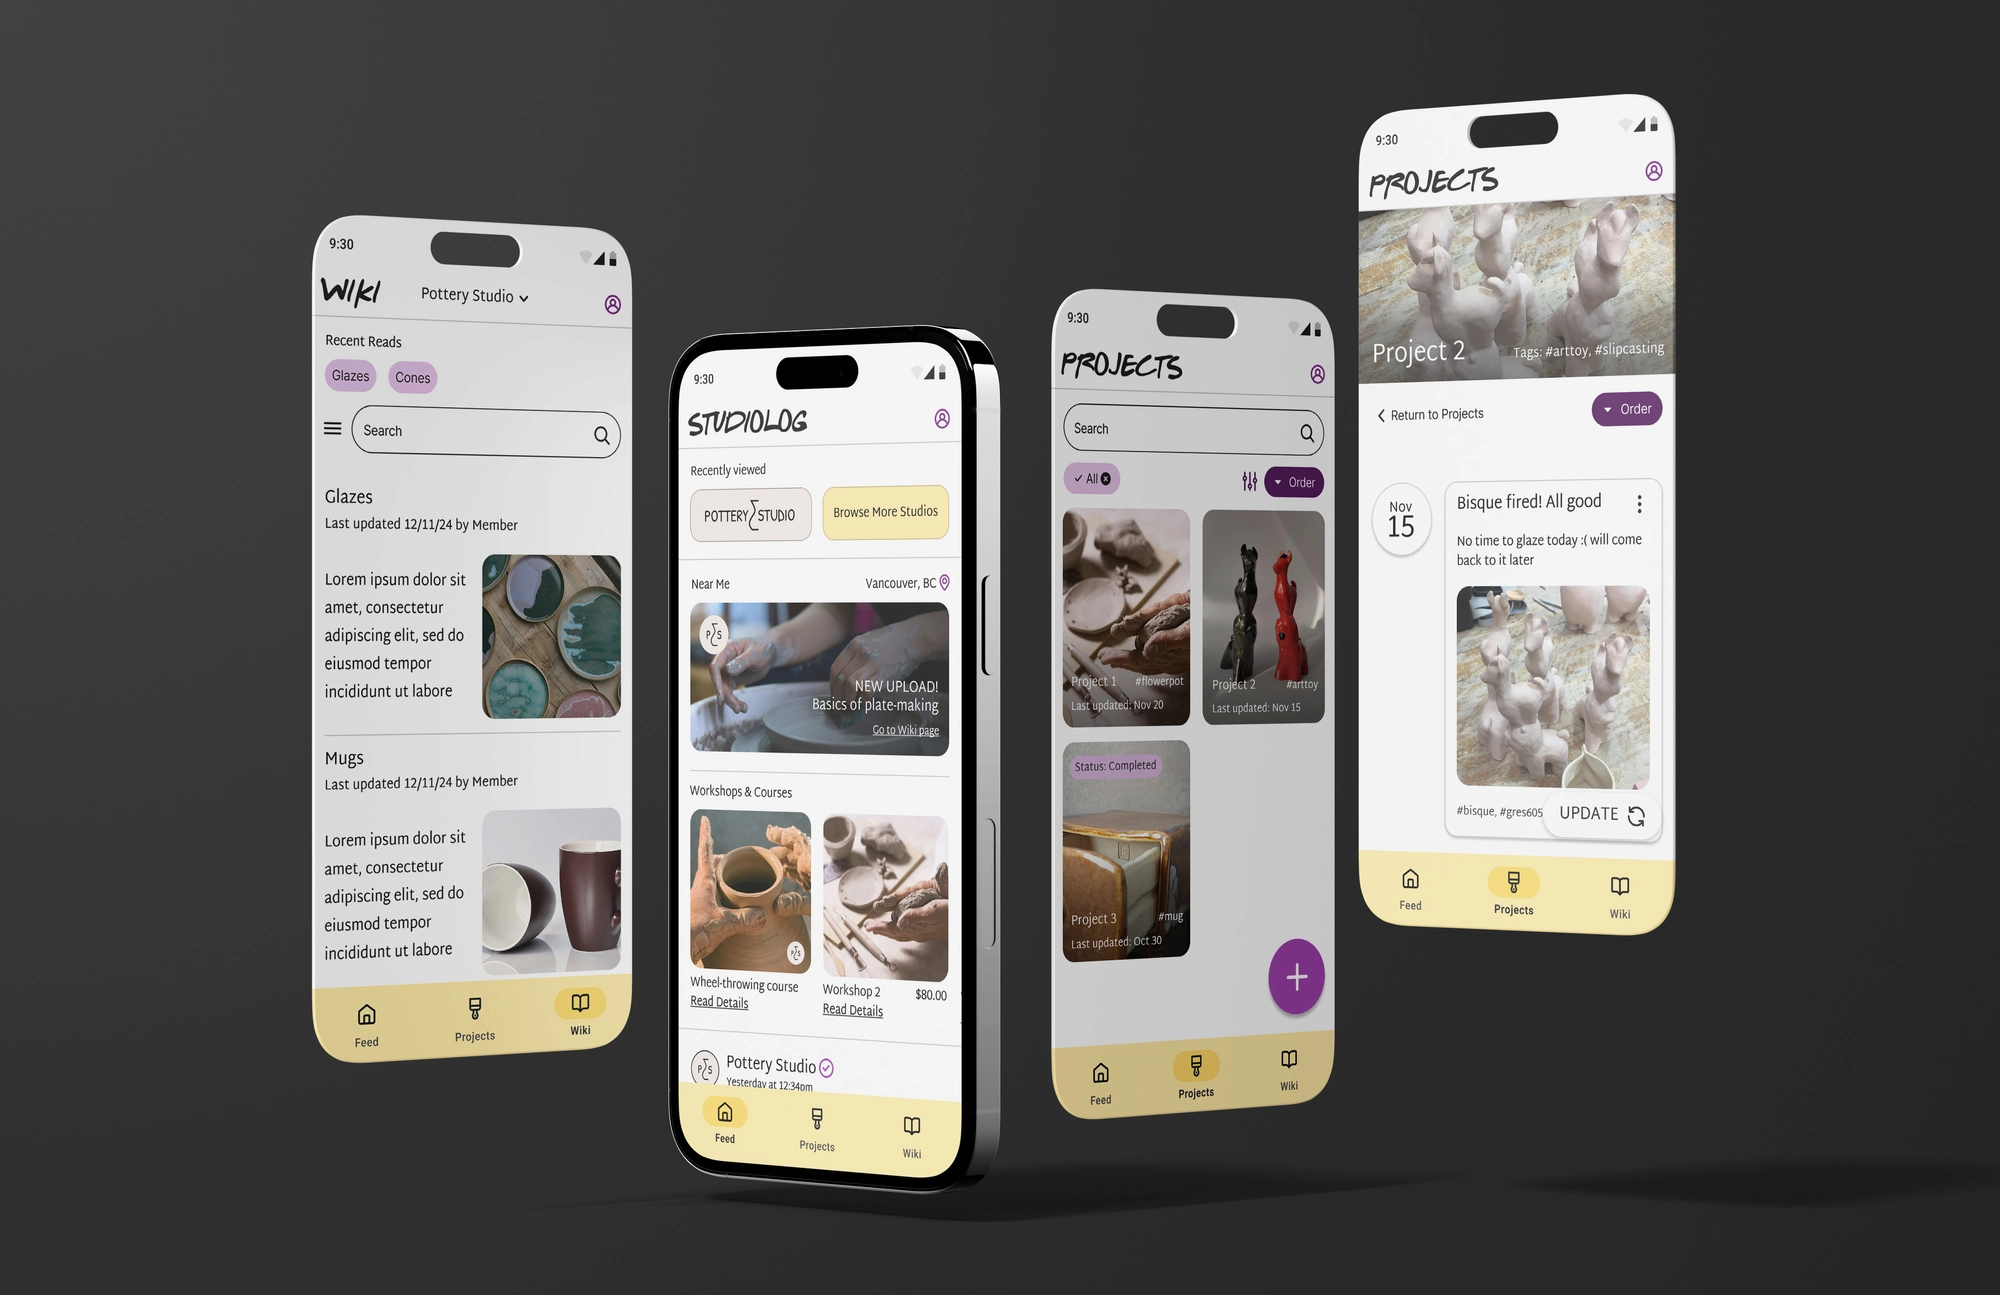 9:30
WIKI
Pottery Studio
Recent Reads
Glazes
Cones
Search
Glazes
Last updated 12/11/24 by Member
Lorem ipsum dolor sit
amet, consectetur
adipiscing elit, sed do
eiusmod tempor
incididunt ut labore
Mugs
Last updated 12/11/24 by Member
Lorem ipsum dolor sit
amet, consectetur
adipiscing elit, sed do
eiusmod tempor
incididunt ut labore
Feed
Projects
Wiki
9:30
STUDIOLOG
Recently viewed
POTTERY STUDIO
Browse More Studios
Near Me
Vancouver, BC
P S
NEW UPLOAD!
Basics of plate-making
Go to Wiki page
Workshops & Courses
P S
Wheel-throwing course
Read Details
Workshop 2 $80.00
Read Details
P S
Pottery Studio
Yesterday at 12:34pm
Feed
Projects
Wiki
9:30
PROJECTS
Search
All
Order
Project 1 #flowerpot
Last updated: Nov 20
Project 2 #arttoy
Last updated: Nov 15
Status: Completed
Project 3 #mug
Last updated: Oct 30
Feed
Projects
Wiki
9:30
PROJECTS
Project 2
Tags: #arttoy, #slipcasting
Return to Projects
Order
Nov
15
Bisque fired! All good
No time to glaze today :( will come
back to it later
#bisque, #gres605
UPDATE
Feed
Projects
Wiki